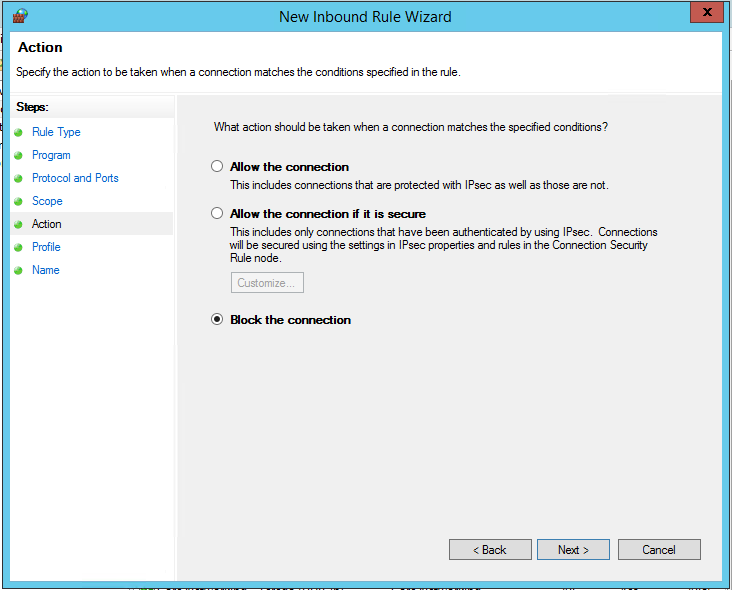 New Inbound Rule Wizard
X
Action
Specify the action to be taken when a connection matches the conditions specified in the rule.
Steps:
Rule Type
Program
Protocol and Ports
Scope
Action
Profile
Name
What action should be taken when a connection matches the specified conditions?
Allow the connection
This includes connections that are protected with IPsec as well as those are not.
Allow the connection if it is secure
This includes only connections that have been authenticated by using IPsec. Connections
will be secured using the settings in IPsec properties and rules in the Connection Security
Rule node.
Customize...
Block the connection
< Back
Next >
Cancel